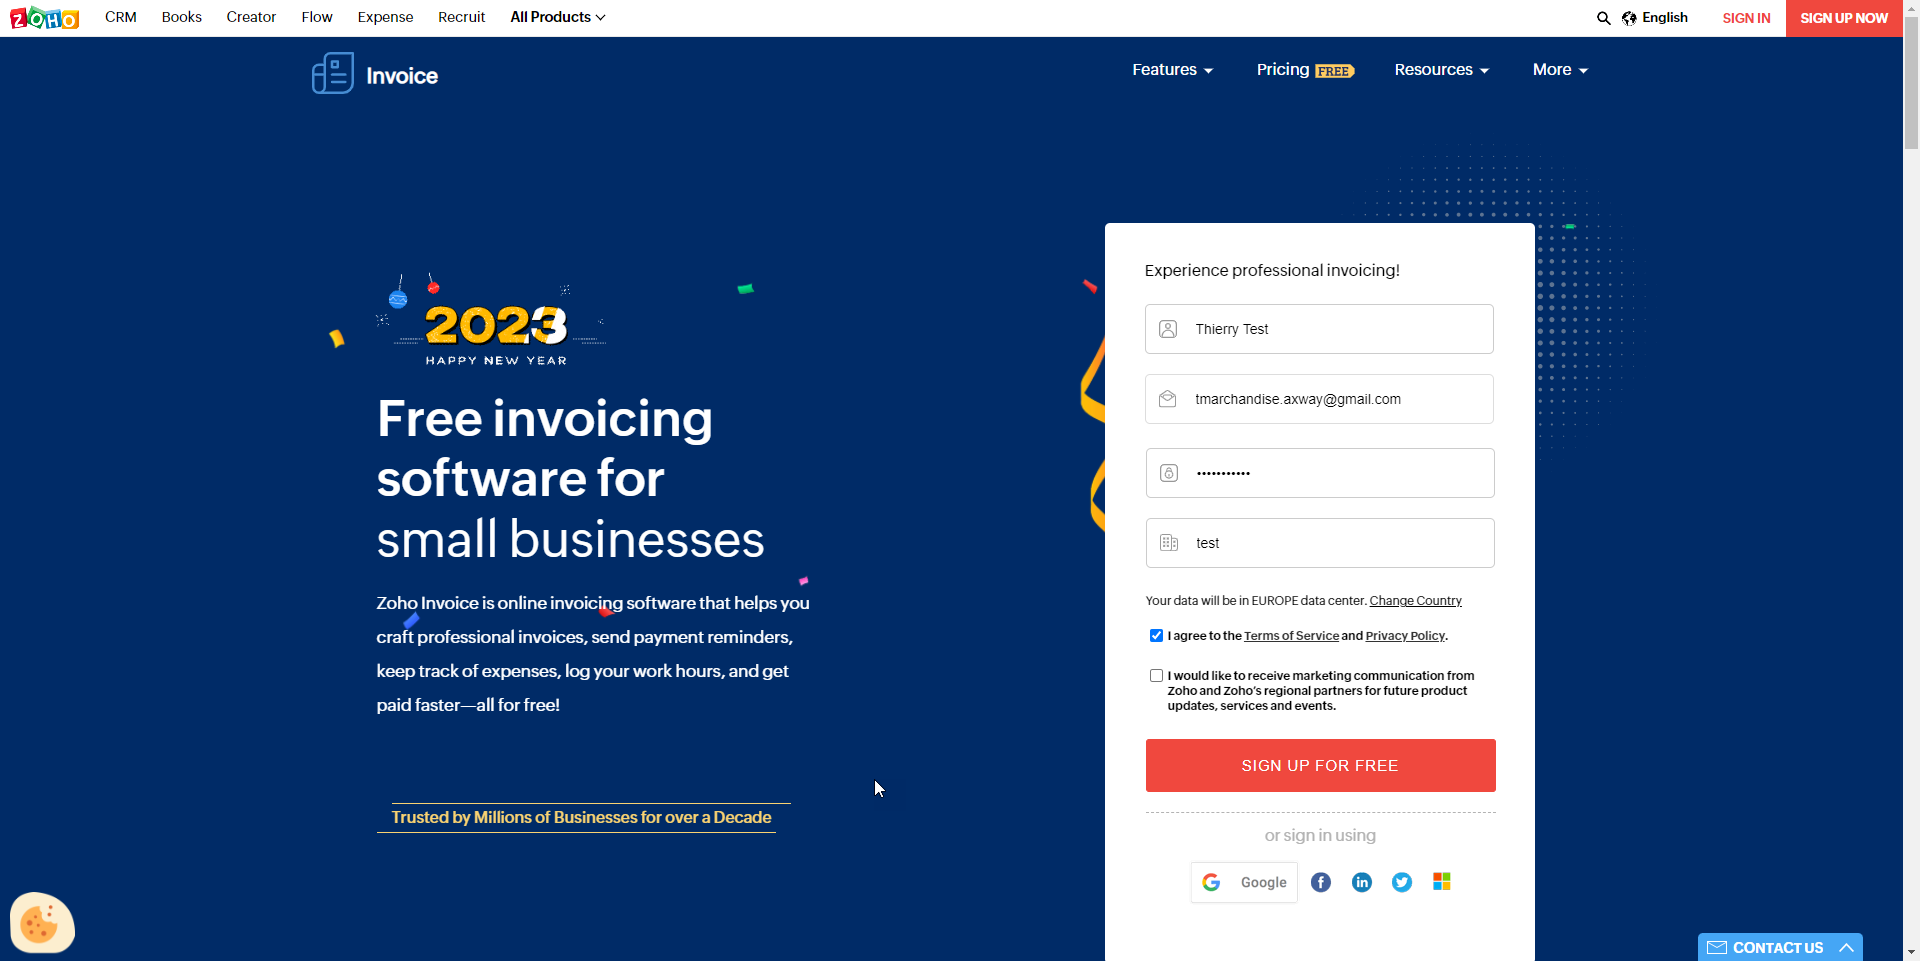 ZOHO CRM Books Creator Flow Expense Recruit All Products English SIGN IN SIGN UP NOW
Invoice Features Pricing FREE Resources More
2023
HAPPY NEW YEAR
Free invoicing
software for
small businesses
Zoho Invoice is online invoicing software that helps you
craft professional invoices, send payment reminders,
keep track of expenses, log your work hours, and get
paid faster—all for free!
Trusted by Millions of Businesses for over a Decade
Experience professional invoicing!
Thierry Test
tmarchandise.axway@gmail.com
•••••••••••
test
Your data will be in EUROPE data center. Change Country
I agree to the Terms of Service and Privacy Policy.
I would like to receive marketing communication from
Zoho and Zoho's regional partners for future product
updates, services and events.
SIGN UP FOR FREE
or sign in using
Google
CONTACT US